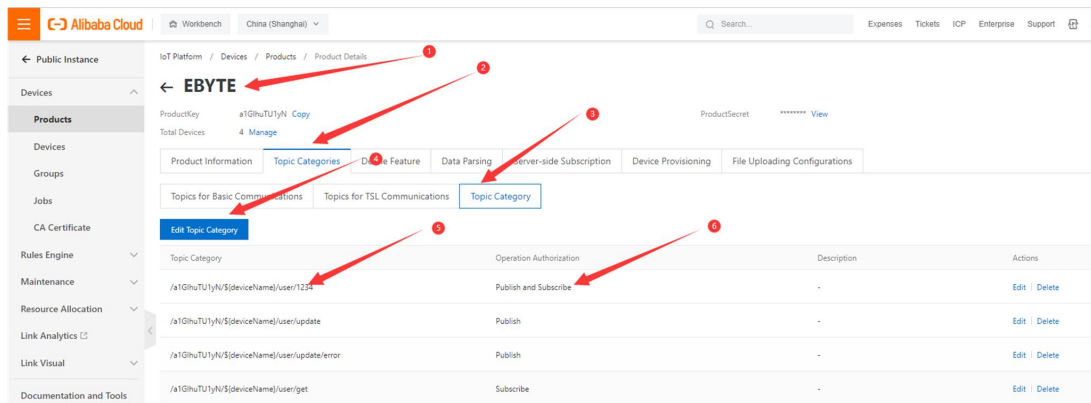 Alibaba Cloud Workbench China (Shanghai) Search... Expenses Tickets ICP Enterprise Support
Public Instance
IoT Platform / Devices / Products / Product Details
1
2
EBYTE
Devices
ProductKey a1GlhuTU1yN Copy ProductSecret ******** View
3
Products
Total Devices 4 Manage
Devices
Product Information Topic Categories Device Feature Data Parsing Server-side Subscription Device Provisioning File Uploading Configurations
4
Groups
Jobs
Topics for Basic Communications Topics for TSL Communications Topic Category
CA Certificate
Edit Topic Category
5
6
Rules Engine
Topic Category Operation Authorization Description Actions
Maintenance
/a1GlhuTU1yN/${deviceName}/user/1234 Publish and Subscribe - Edit Delete
Resource Allocation
/a1GlhuTU1yN/${deviceName}/user/update Publish - Edit Delete
Link Analytics
/a1GlhuTU1yN/${deviceName}/user/update/error Publish - Edit Delete
Link Visual
/a1GlhuTU1yN/${deviceName}/user/get Subscribe - Edit Delete
Documentation and Tools